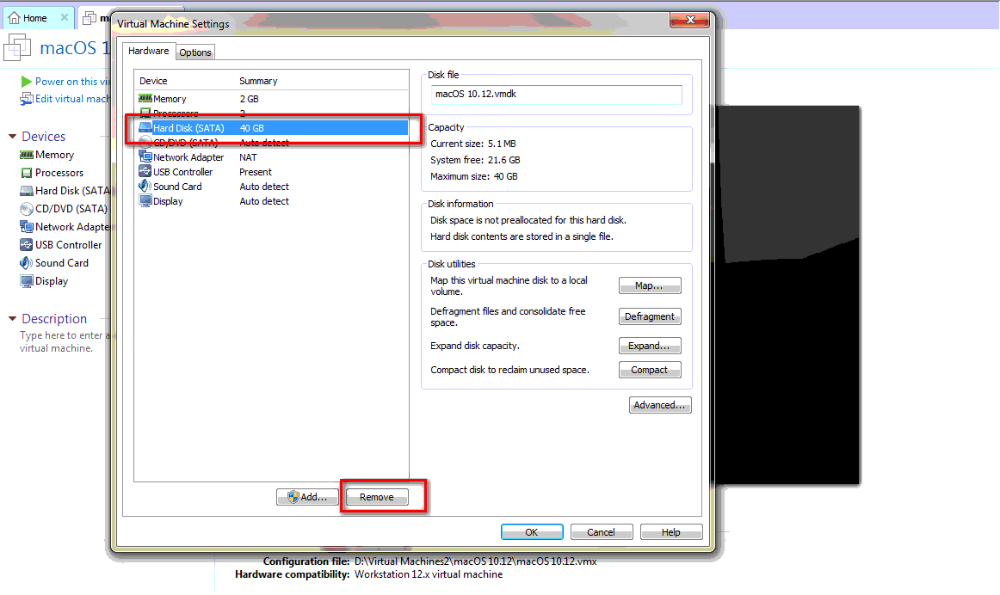 Home
macOS 1
Power on this vi
Edit virtual mach
Devices
Memory
Processors
Hard Disk (SATA
CD/DVD (SATA)
Network Adapte
USB Controller
Sound Card
Display
Description
Type here to enter a
virtual machine.
Virtual Machine Settings
Hardware
Options
Device Summary
Memory 2 GB
Processors 2
Hard Disk (SATA) 40 GB
CD/DVD (SATA) Auto detect
Network Adapter NAT
USB Controller Present
Sound Card Auto detect
Display Auto detect
Add...
Remove
Disk file
macOS 10.12.vmdk
Capacity
Current size: 5.1 MB
System free: 21.6 GB
Maximum size: 40 GB
Disk information
Disk space is not preallocated for this hard disk.
Hard disk contents are stored in a single file.
Disk utilities
Map this virtual machine disk to a local
volume.
Map...
Defragment files and consolidate free
space.
Defragment
Expand disk capacity.
Expand...
Compact disk to reclaim unused space.
Compact
Advanced...
OK
Cancel
Help
Configuration file: D:\Virtual Machines2\macOS 10.12\macOS 10.12.vmx
Hardware compatibility: Workstation 12.x virtual machine